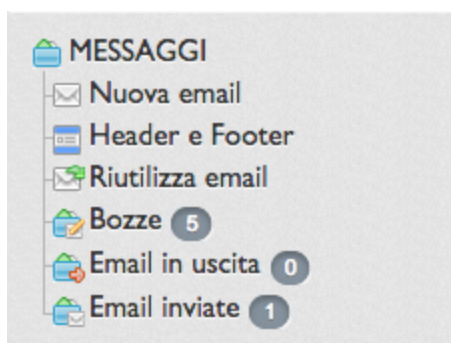 MESSAGGI
Nuova email
Header e Footer
Riutilizza email
Bozze 5
Email in uscita 0
Email inviate 1